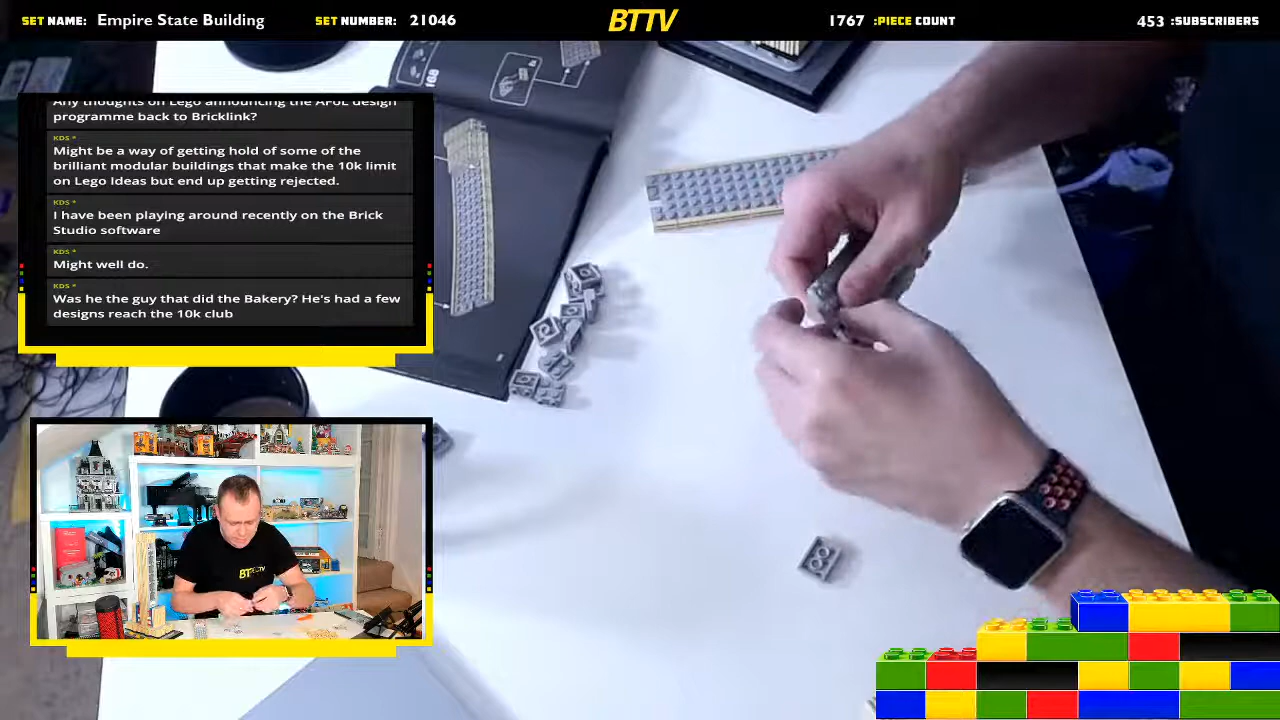 SET NAME: Empire State Building SET NUMBER: 21046 BTTV 1767 :PIECE COUNT 453 :SUBSCRIBERS
Any thoughts on Lego announcing the AFOL design
programme back to Bricklink?
KDS *
Might be a way of getting hold of some of the
brilliant modular buildings that make the 10k limit
on Lego Ideas but end up getting rejected.
KDS *
I have been playing around recently on the Brick
Studio software
KDS *
Might well do.
KDS *
Was he the guy that did the Bakery? He's had a few
designs reach the 10k club
168